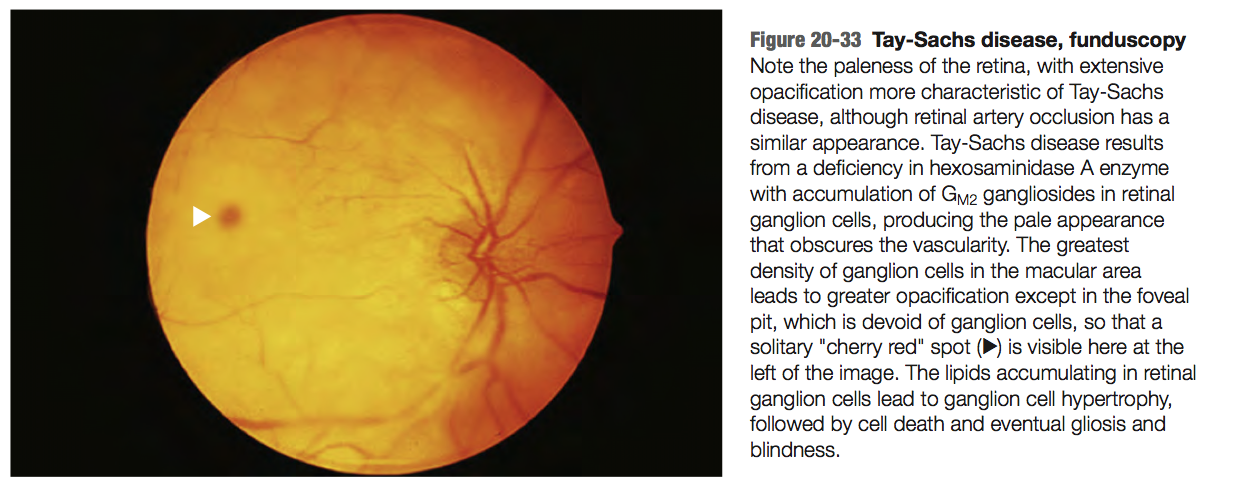 Figure 20-33 Tay-Sachs disease, funduscopy
Note the paleness of the retina, with extensive
opacification more characteristic of Tay-Sachs
disease, although retinal artery occlusion has a
similar appearance. Tay-Sachs disease results
from a deficiency in hexosaminidase A enzyme
with accumulation of GM2 gangliosides in retinal
ganglion cells, producing the pale appearance
that obscures the vascularity. The greatest
density of ganglion cells in the macular area
leads to greater opacification except in the foveal
pit, which is devoid of ganglion cells, so that a
solitary "cherry red" spot (▶) is visible here at the
left of the image. The lipids accumulating in retinal
ganglion cells lead to ganglion cell hypertrophy,
followed by cell death and eventual gliosis and
blindness.